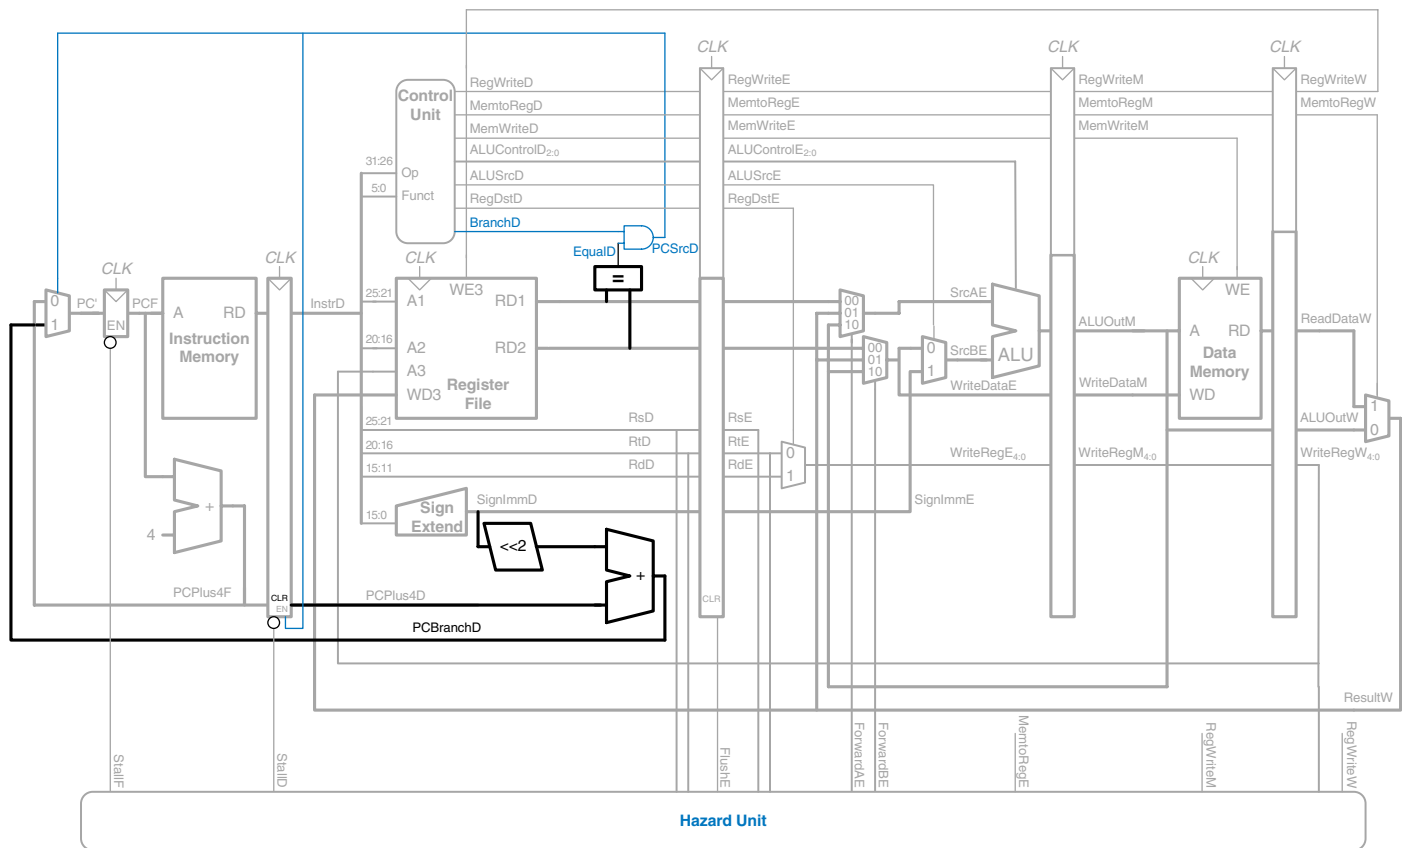 CLK
CLK
CLK
RegWriteD
RegWriteE
RegWriteM
RegWriteW
Control
Unit
MemtoRegD
MemtoRegE
MemtoRegM
MemtoRegW
MemWriteD
MemWriteE
MemWriteM
ALUControlD2:0
ALUControlE2:0
31:26
Op
ALUSrcD
ALUSrcE
5:0
Funct
RegDstD
RegDstE
BranchD
EqualD
PCSrcD
CLK
CLK
CLK
CLK
=
0
1
PC'
EN
PCF
A
RD
Instruction
Memory
InstrD
25:21
A1
WE3
RD1
20:16
A2
RD2
A3
WD3
Register
File
00
01
10
00
01
10
SrcAE
0
1
SrcBE
ALU
ALUOutM
WE
A
RD
Data
Memory
WD
ReadDataW
WriteDataE
WriteDataM
1
0
ALUOutW
25:21
RsD
RsE
20:16
RtD
RtE
0
15:11
RdD
RdE
1
WriteRegE4:0
WriteRegM4:0
WriteRegW4:0
+
4
15:0
Sign
Extend
SignImmD
SignImmE
<<2
+
PCPlus4F
CLR
EN
PCPlus4D
CLR
PCBranchD
ResultW
StallF
StallD
FlushE
ForwardAE
ForwardBE
MemtoRegE
RegWriteM
RegWriteW
Hazard Unit